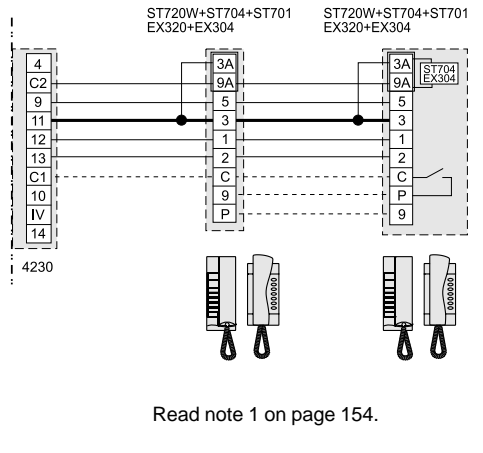 ST720W+ST704+ST701
EX320+EX304
ST720W+ST704+ST701
EX320+EX304
4
C2
9
11
12
13
C1
10
IV
14
4230
3A
9A
5
3
1
2
C
9
P
3A
9A
5
3
1
2
C
P
9
ST704
EX304
Read note 1 on page 154.